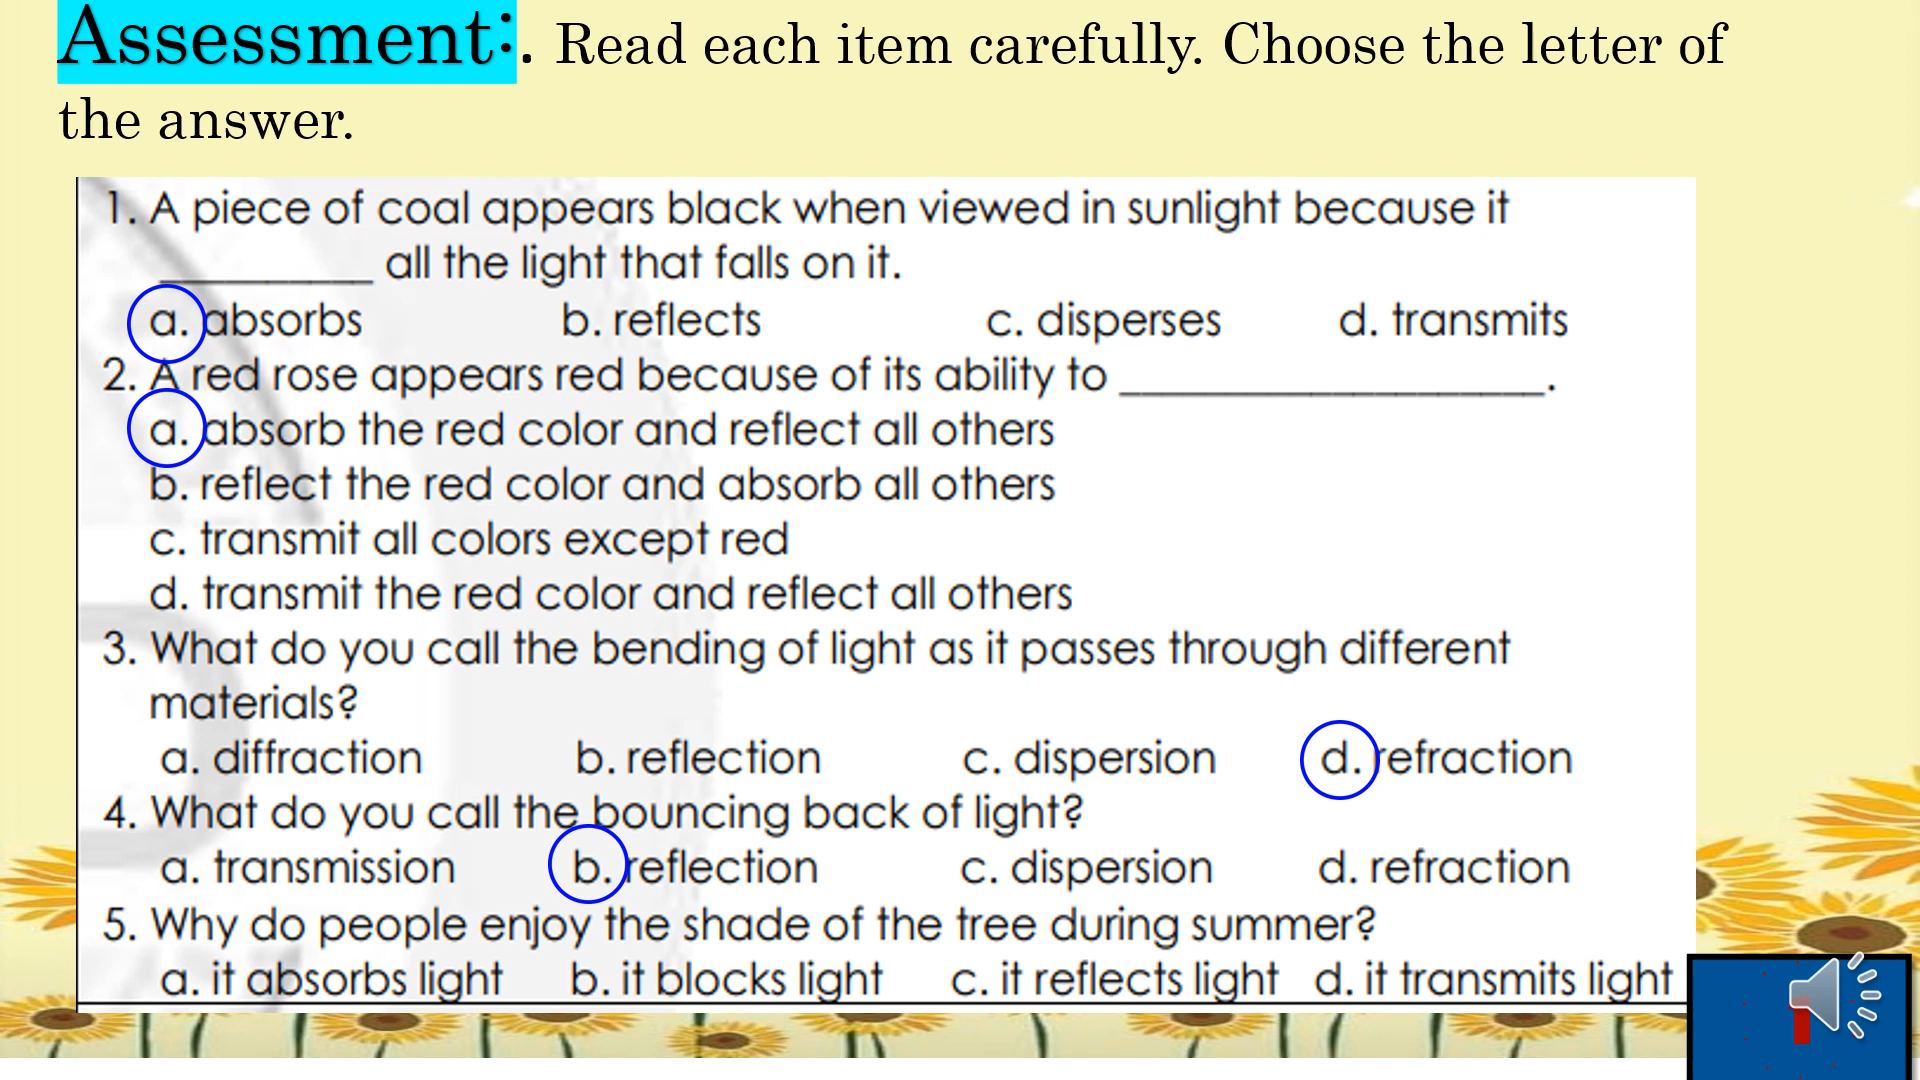 Assessment:. Read each item carefully. Choose the letter of
the answer.
1. A piece of coal appears black when viewed in sunlight because it
__________ all the light that falls on it.
a. absorbs b. reflects c. disperses d. transmits
2. A red rose appears red because of its ability to ____________________.
a. absorb the red color and reflect all others
b. reflect the red color and absorb all others
c. transmit all colors except red
d. transmit the red color and reflect all others
3. What do you call the bending of light as it passes through different
materials?
a. diffraction b. reflection c. dispersion d. refraction
4. What do you call the bouncing back of light?
a. transmission b. reflection c. dispersion d. refraction
5. Why do people enjoy the shade of the tree during summer?
a. it absorbs light b. it blocks light c. it reflects light d. it transmits light